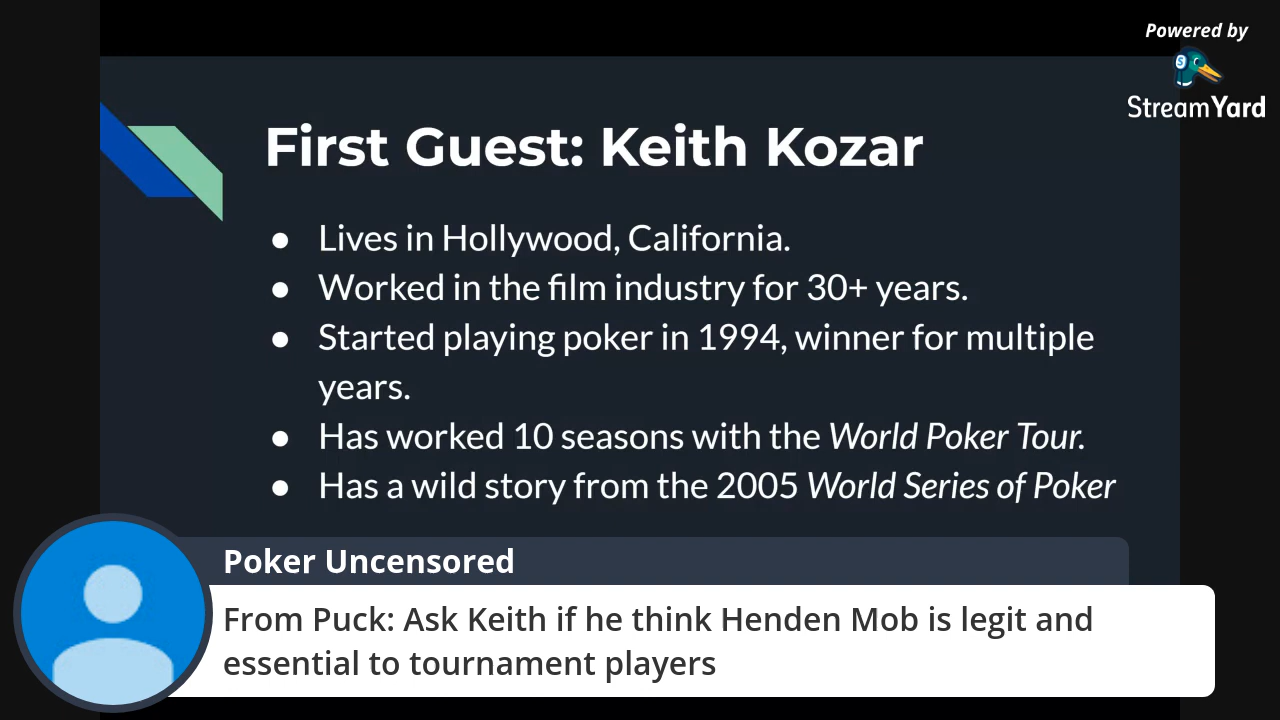 Powered by
StreamYard
First Guest: Keith Kozar
● Lives in Hollywood, California.
● Worked in the film industry for 30+ years.
● Started playing poker in 1994, winner for multiple
years.
● Has worked 10 seasons with the World Poker Tour.
● Has a wild story from the 2005 World Series of Poker
Poker Uncensored
From Puck: Ask Keith if he think Henden Mob is legit and
essential to tournament players